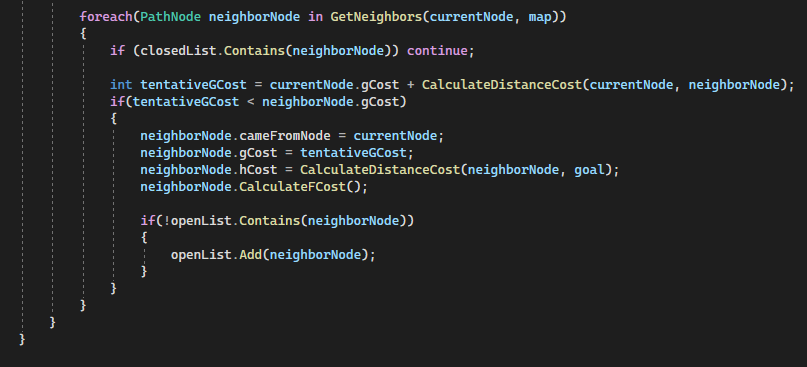 foreach(PathNode neighborNode in GetNeighbors(currentNode, map))
{
if (closedList.Contains(neighborNode)) continue;
int tentativeGCost = currentNode.gCost + CalculateDistanceCost(currentNode, neighborNode);
if(tentativeGCost < neighborNode.gCost)
{
neighborNode.cameFromNode = currentNode;
neighborNode.gCost = tentativeGCost;
neighborNode.hCost = CalculateDistanceCost(neighborNode, goal);
neighborNode.CalculateFCost();
if(!openList.Contains(neighborNode))
{
openList.Add(neighborNode);
}
}
}
}
}